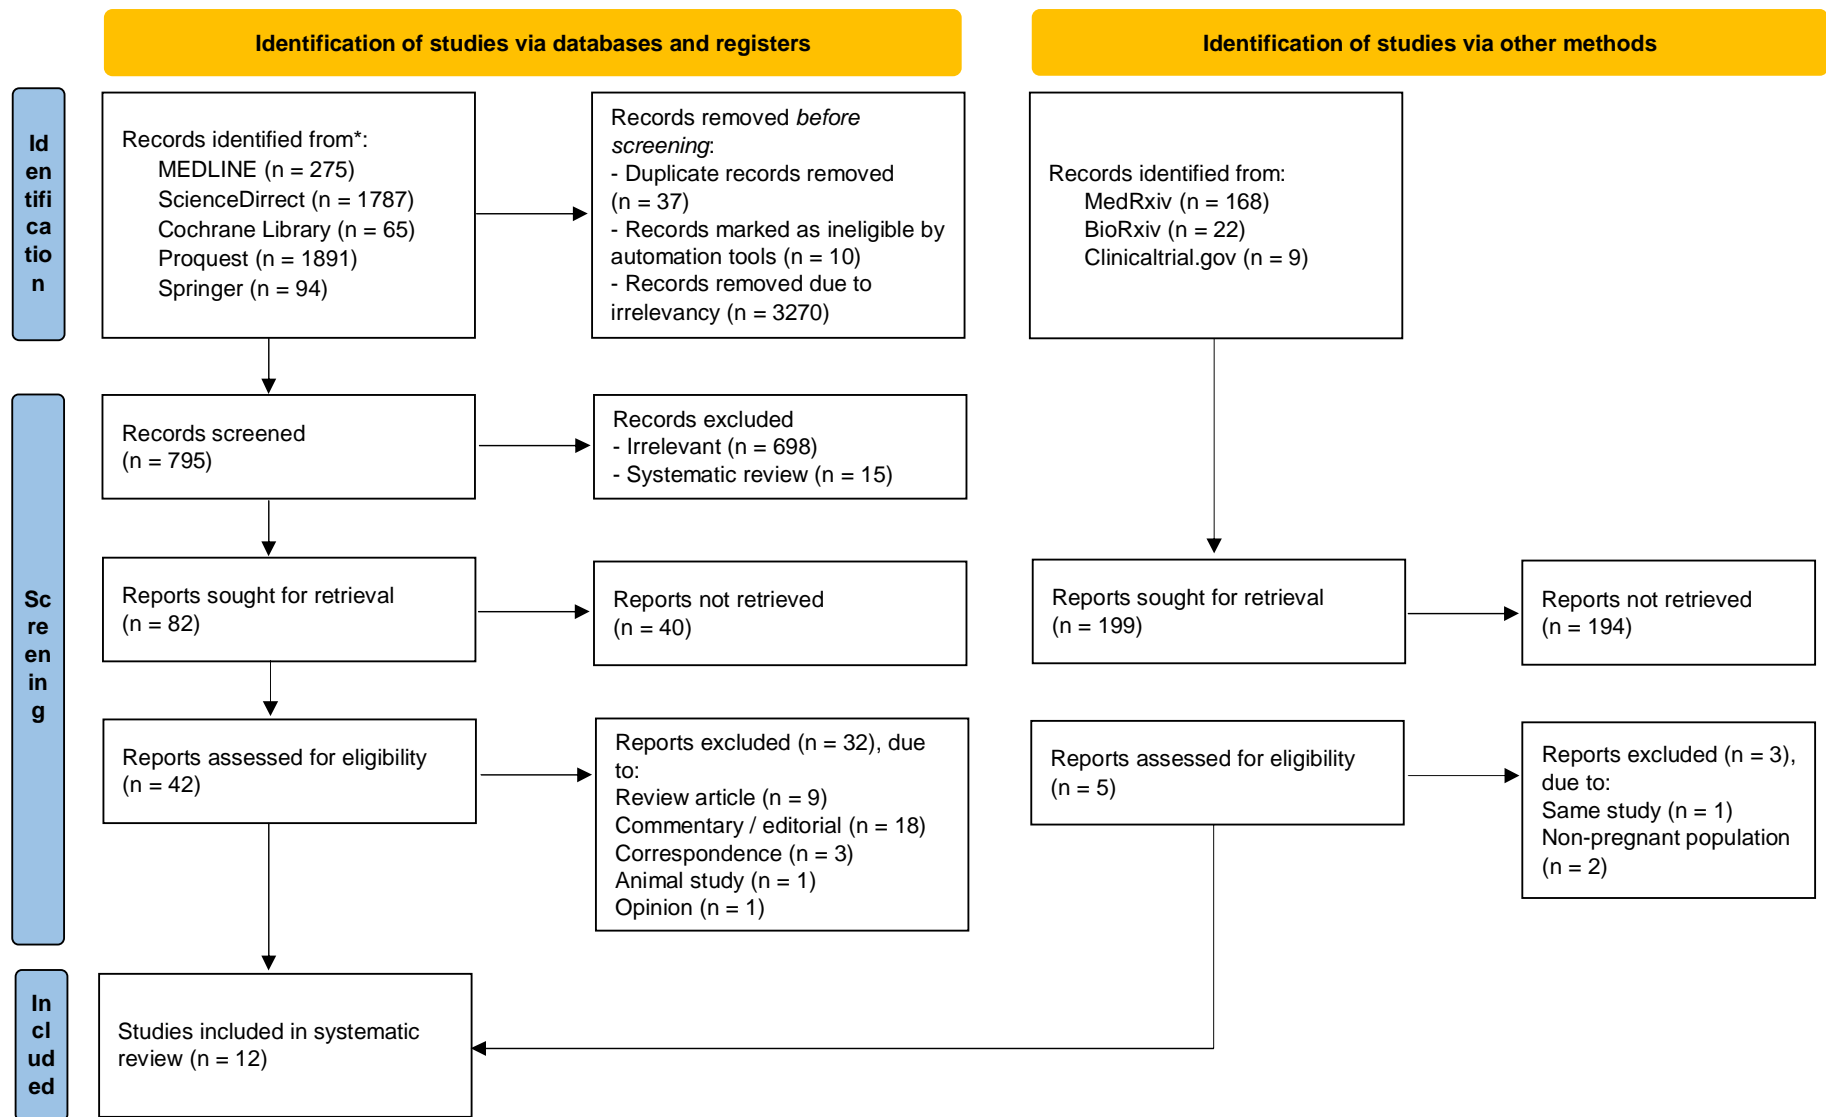 Identification of studies via databases and registers
Identification of studies via other methods
Id
en
tifi
ca
tio
n
Records identified from*:
MEDLINE (n = 275)
ScienceDirrect (n = 1787)
Cochrane Library (n = 65)
Proquest (n = 1891)
Springer (n = 94)
Records removed before
screening:
- Duplicate records removed
(n = 37)
- Records marked as ineligible by
automation tools (n = 10)
- Records removed due to
irrelevancy (n = 3270)
Records identified from:
MedRxiv (n = 168)
BioRxiv (n = 22)
Clinicaltrial.gov (n = 9)
Sc
re
en
in
g
Records screened
(n = 795)
Records excluded
- Irrelevant (n = 698)
- Systematic review (n = 15)
Reports sought for retrieval
(n = 82)
Reports not retrieved
(n = 40)
Reports sought for retrieval
(n = 199)
Reports not retrieved
(n = 194)
Reports assessed for eligibility
(n = 42)
Reports excluded (n = 32), due
to:
Review article (n = 9)
Commentary / editorial (n = 18)
Correspondence (n = 3)
Animal study (n = 1)
Opinion (n = 1)
Reports assessed for eligibility
(n = 5)
Reports excluded (n = 3),
due to:
Same study (n = 1)
Non-pregnant population
(n = 2)
In
cl
ud
ed
Studies included in systematic
review (n = 12)